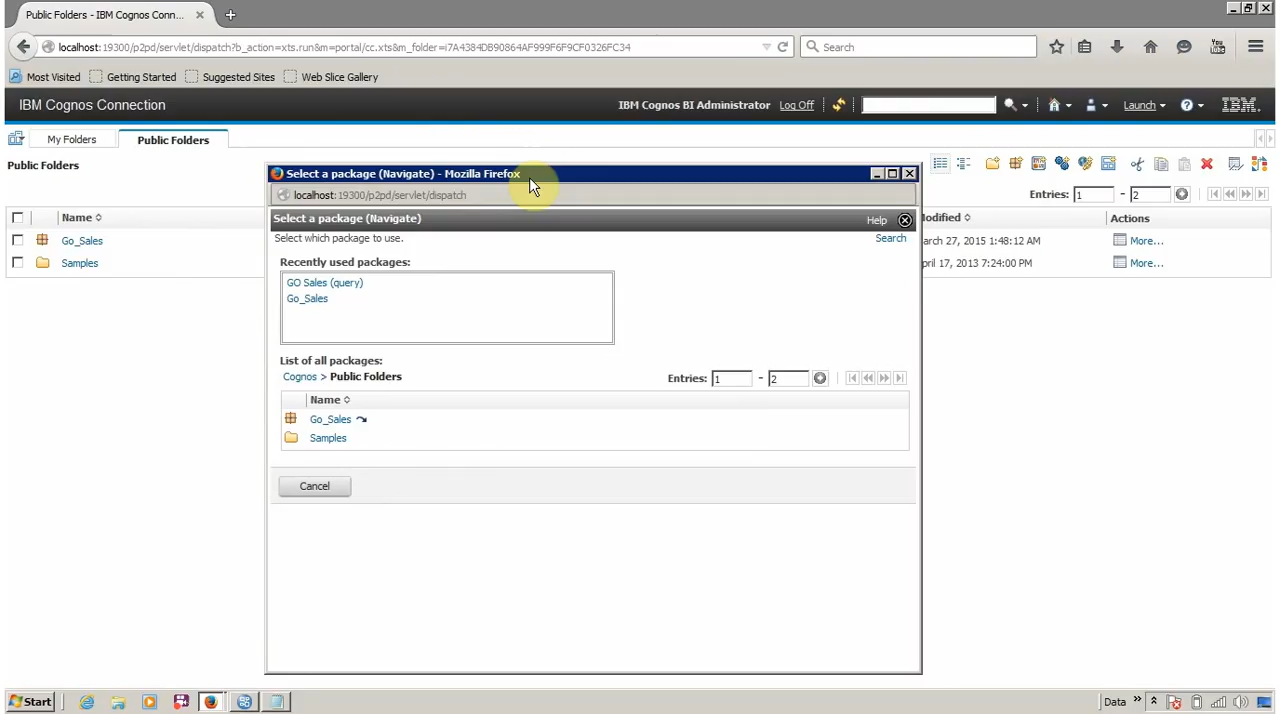 Public Folders - IBM Cognos Conn...
localhost:19300/p2pd/servlet/dispatch?b_action=xts.run&m=portal/cc.xts&m_folder=i7A4384DB90864AF999F6F9CF0326FC34
Search
Most Visited Getting Started Suggested Sites Web Slice Gallery
IBM Cognos Connection
IBM Cognos BI Administrator Log Off Launch IBM.
My Folders Public Folders
Public Folders
Entries: 1 - 2
Name
odified Actions
Go_Sales
arch 27, 2015 1:48:12 AM More...
Samples
pril 17, 2013 7:24:00 PM More...
Select a package (Navigate) - Mozilla Firefox
localhost:19300/p2pd/servlet/dispatch
Select a package (Navigate) Help
Select which package to use. Search
Recently used packages:
GO Sales (query)
Go_Sales
List of all packages:
Cognos > Public Folders Entries: 1 - 2
Name
Go_Sales
Samples
Cancel
Start Data